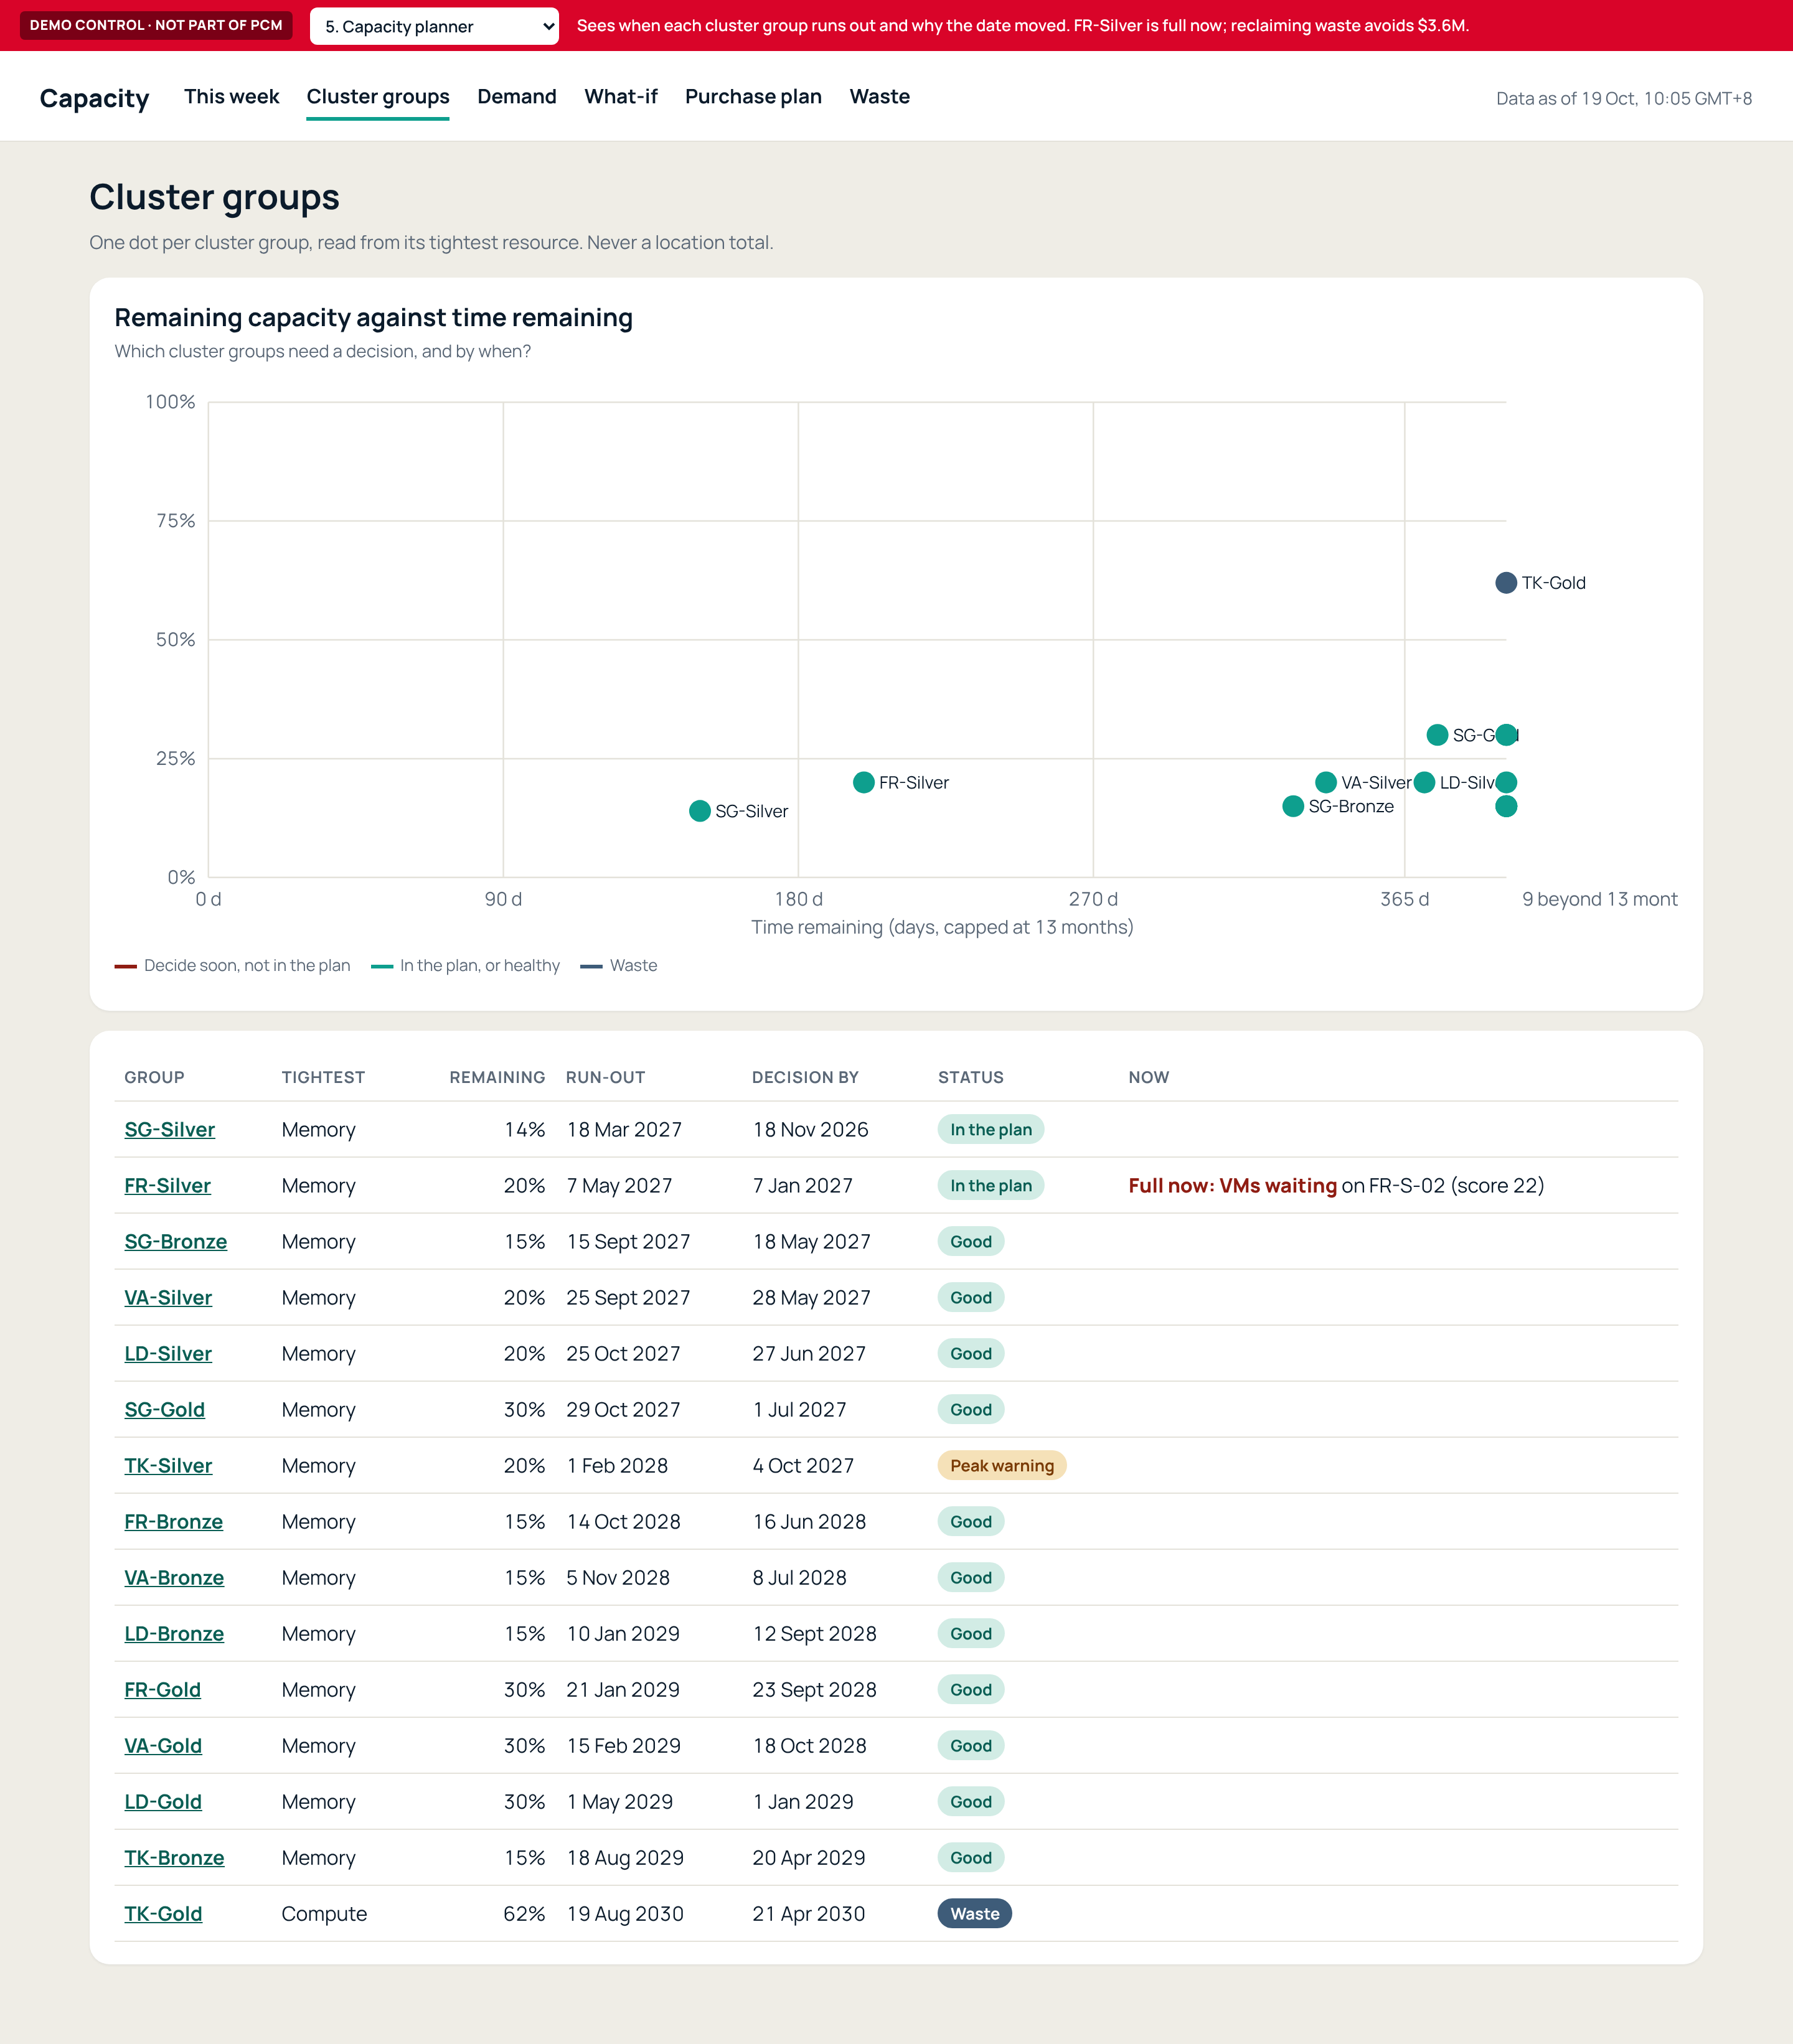 DEMO CONTROL · NOT PART OF PCM
5. Capacity planner
Sees when each cluster group runs out and why the date moved. FR-Silver is full now; reclaiming waste avoids $3.6M.
Capacity This week Cluster groups Demand What-if Purchase plan Waste
Data as of 19 Oct, 10:05 GMT+8
Cluster groups
One dot per cluster group, read from its tightest resource. Never a location total.
Remaining capacity against time remaining
Which cluster groups need a decision, and by when?
100%
75%
TK-Gold
50%
25%
FR-Silver VA-Silver
SG-Silver SG-Bronze
0%
0 d 90 d 180 d 270 d 365 d 9 beyond 13 mont
Time remaining (days, capped at 13 months)
Decide soon, not in the plan In the plan, or healthy Waste
GROUP TIGHTEST REMAINING RUN-OUT DECISION BY STATUS NOW
SG-Silver Memory 14% 18 Mar 2027 18 Nov 2026 In the plan
FR-Silver Memory 20% 7 May 2027 7 Jan 2027 In the plan Full now: VMs waiting on FR-S-02 (score 22)
SG-Bronze Memory 15% 15 Sept 2027 18 May 2027 Good
VA-Silver Memory 20% 25 Sept 2027 28 May 2027 Good
LD-Silver Memory 20% 25 Oct 2027 27 Jun 2027 Good
SG-Gold Memory 30% 29 Oct 2027 1 Jul 2027 Good
TK-Silver Memory 20% 1 Feb 2028 4 Oct 2027 Peak warning
FR-Bronze Memory 15% 14 Oct 2028 16 Jun 2028 Good
VA-Bronze Memory 15% 5 Nov 2028 8 Jul 2028 Good
LD-Bronze Memory 15% 10 Jan 2029 12 Sept 2028 Good
FR-Gold Memory 30% 21 Jan 2029 23 Sept 2028 Good
VA-Gold Memory 30% 15 Feb 2029 18 Oct 2028 Good
LD-Gold Memory 30% 1 May 2029 1 Jan 2029 Good
TK-Bronze Memory 15% 18 Aug 2029 20 Apr 2029 Good
TK-Gold Compute 62% 19 Aug 2030 21 Apr 2030 Waste